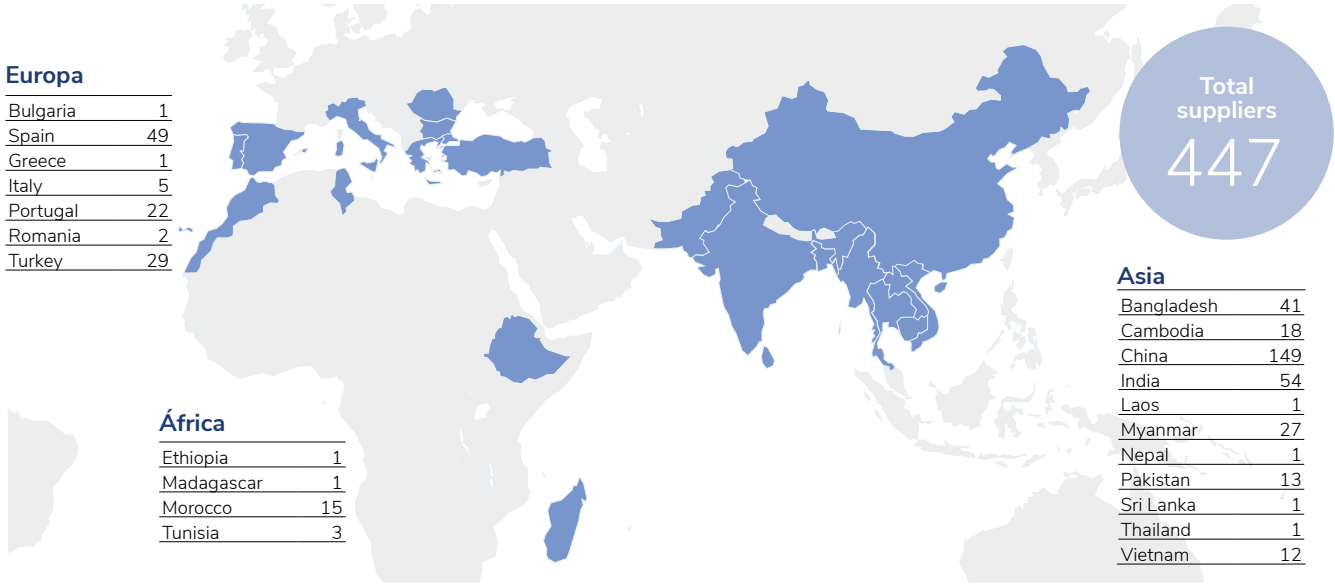 Europa
Bulgaria 1
Spain 49
Greece 1
Italy 5
Portugal 22
Romania 2
Turkey 29
África
Ethiopia 1
Madagascar 1
Morocco 15
Tunisia 3
Total
suppliers
447
Asia
Bangladesh 41
Cambodia 18
China 149
India 54
Laos 1
Myanmar 27
Nepal 1
Pakistan 13
Sri Lanka 1
Thailand 1
Vietnam 12